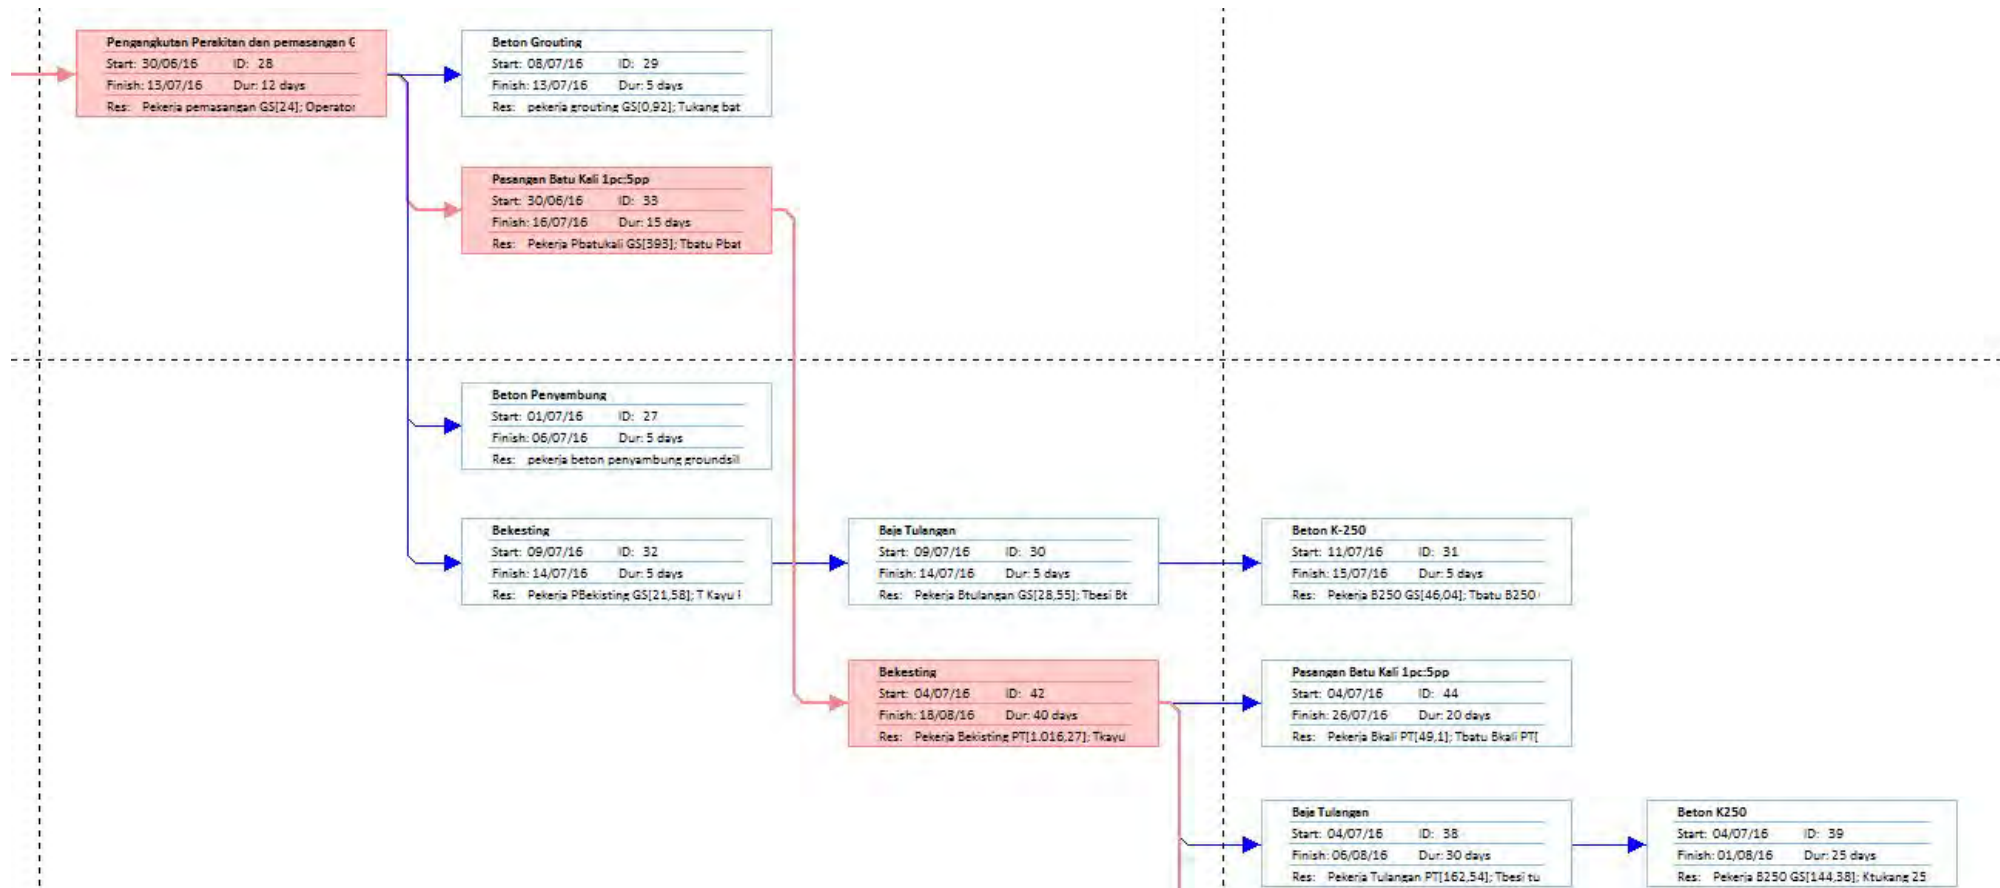 Pengangkutan Perakitan dan pemasangan G
Start: 30/06/16 ID: 28
Finish: 13/07/16 Dur: 12 days
Res: Pekerja pemasangan GS[24]; Operator
Beton Grouting
Start: 08/07/16 ID: 29
Finish: 13/07/16 Dur: 5 days
Res: pekerja grouting GS[0,92]; Tukang bat
Pasangan Batu Kali 1pc:5pp
Start: 30/06/16 ID: 33
Finish: 16/07/16 Dur: 15 days
Res: Pekerja Pbatukali GS[393]; Tbatu Pbat
Beton Penyambung
Start: 01/07/16 ID: 27
Finish: 06/07/16 Dur: 5 days
Res: pekerja beton penyambung groundsil
Bekesting
Start: 09/07/16 ID: 32
Finish: 14/07/16 Dur: 5 days
Res: Pekerja PBekisting GS[21,58]; T Kayu
Baja Tulangan
Start: 09/07/16 ID: 30
Finish: 14/07/16 Dur: 5 days
Res: Pekerja Btulangan GS[28,55]; Tbesi Bt
Beton K-250
Start: 11/07/16 ID: 31
Finish: 15/07/16 Dur: 5 days
Res: Pekerja B250 GS[46,04]; Tbatu B250
Bekesting
Start: 04/07/16 ID: 42
Finish: 18/08/16 Dur: 40 days
Res: Pekerja Bekisting PT[1.016,27]; Tkayu
Pasangan Batu Kali 1pc:5pp
Start: 04/07/16 ID: 44
Finish: 26/07/16 Dur: 20 days
Res: Pekerja Bkali PT[49,1]; Tbatu Bkali PT[
Baja Tulangan
Start: 04/07/16 ID: 38
Finish: 06/08/16 Dur: 30 days
Res: Pekerja Tulangan PT[162,54]; Tbesi tu
Beton K250
Start: 04/07/16 ID: 39
Finish: 01/08/16 Dur: 25 days
Res: Pekerja B250 GS[144,38]; Ktukang 25